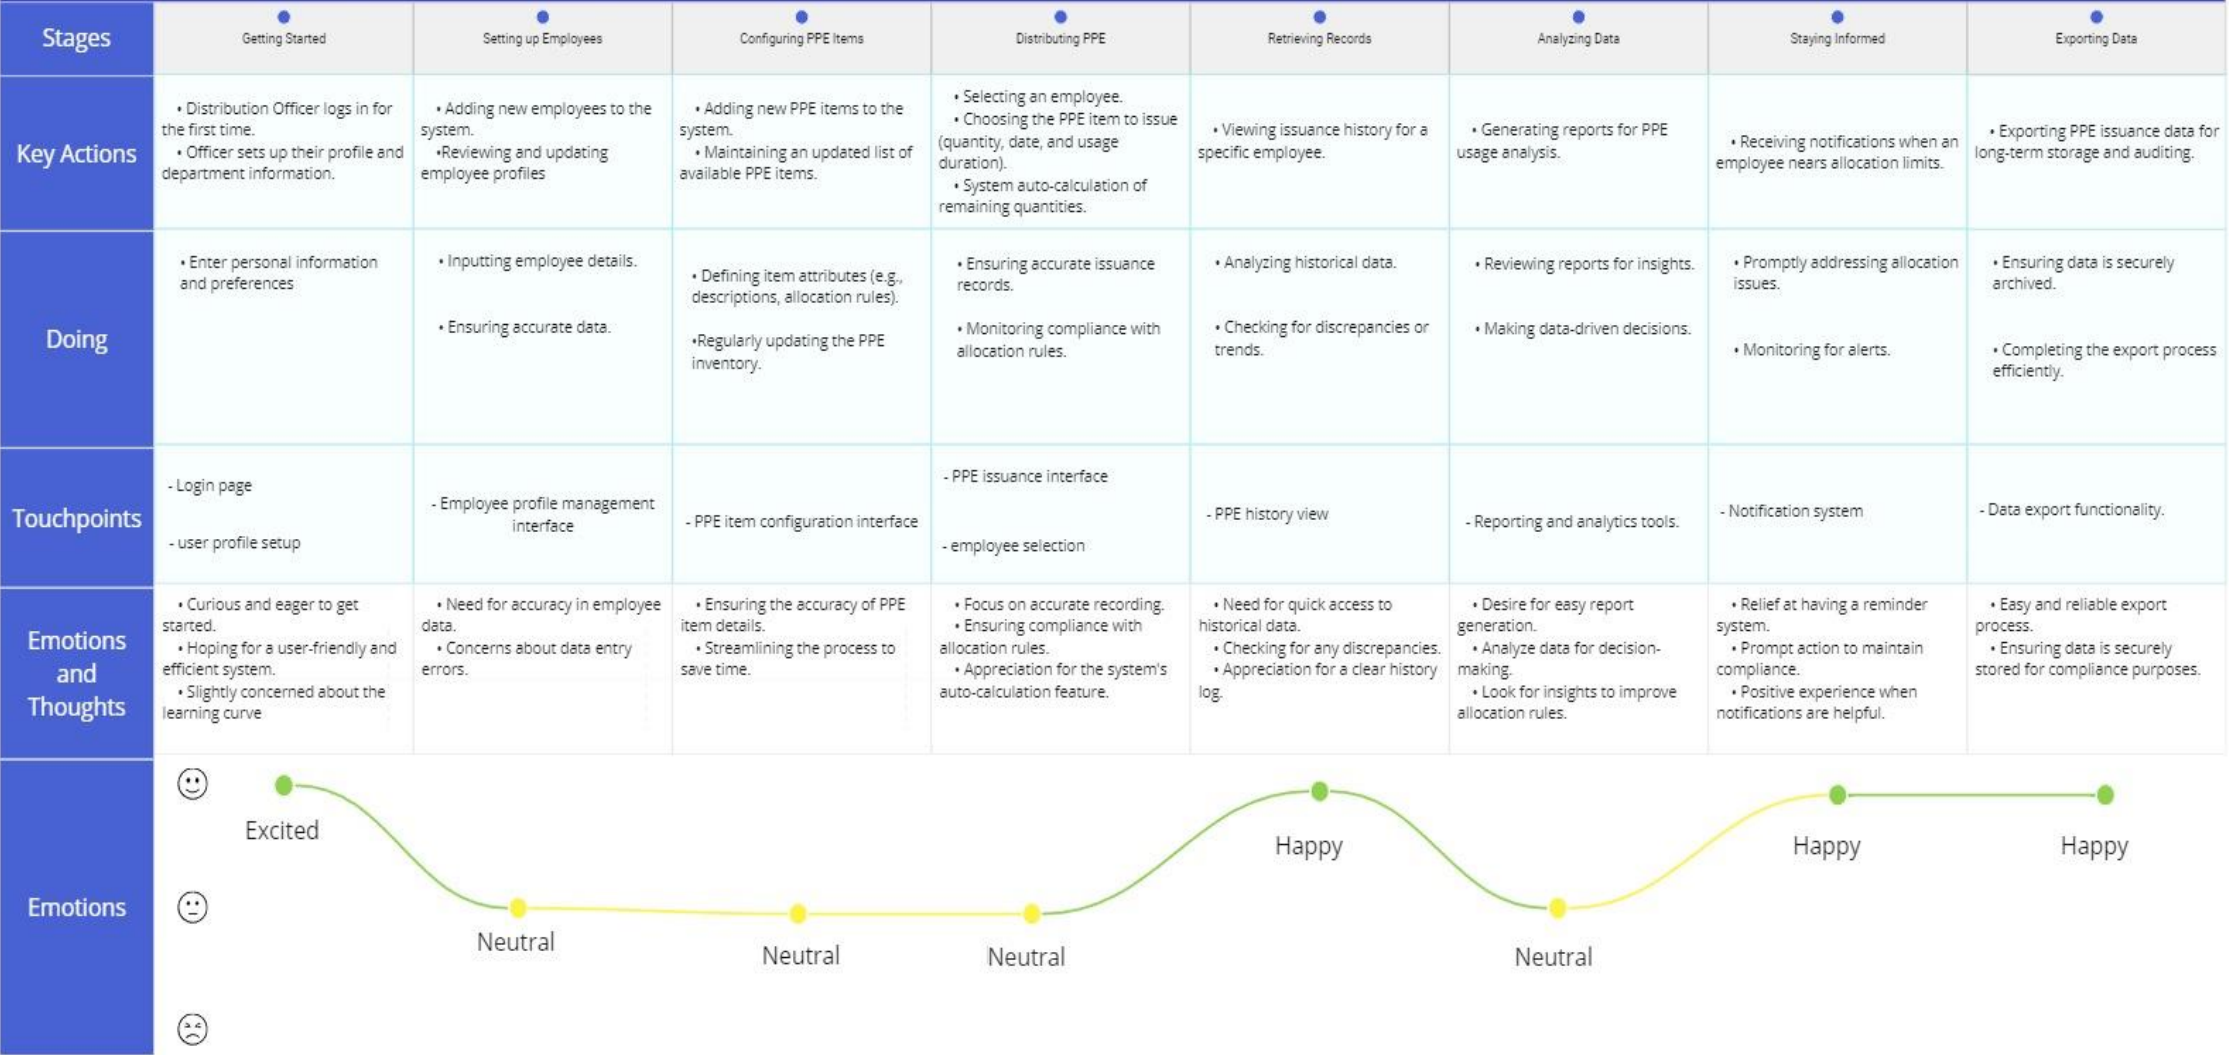 Stages
Getting Started
Setting up Employees
Configuring PPE Items
Distributing PPE
Retrieving Records
Analyzing Data
Staying Informed
Exporting Data
Key Actions
• Distribution Officer logs in for
the first time.
• Officer sets up their profile and
department information.
• Adding new employees to the
system.
•Reviewing and updating
employee profiles
• Adding new PPE items to the
system.
• Maintaining an updated list of
available PPE items.
• Selecting an employee.
• Choosing the PPE item to issue
(quantity, date, and usage
duration).
• System auto-calculation of
remaining quantities.
• Viewing issuance history for a
specific employee.
• Generating reports for PPE
usage analysis.
• Receiving notifications when an
employee nears allocation limits.
• Exporting PPE issuance data for
long-term storage and auditing.
Doing
• Enter personal information
and preferences
• Inputting employee details.
• Ensuring accurate data.
• Defining item attributes (e.g.,
descriptions, allocation rules).
•Regularly updating the PPE
inventory.
• Ensuring accurate issuance
records.
• Monitoring compliance with
allocation rules.
• Analyzing historical data.
• Checking for discrepancies or
trends.
• Reviewing reports for insights.
• Making data-driven decisions.
• Promptly addressing allocation
issues.
• Monitoring for alerts.
• Ensuring data is securely
archived.
• Completing the export process
efficiently.
Touchpoints
- Login page
- user profile setup
- Employee profile management
interface
- PPE item configuration interface
- PPE issuance interface
- employee selection
- PPE history view
- Reporting and analytics tools.
- Notification system
- Data export functionality.
Emotions
and
Thoughts
• Curious and eager to get
started.
• Hoping for a user-friendly and
efficient system.
• Slightly concerned about the
learning curve
• Need for accuracy in employee
data.
• Concerns about data entry
errors.
• Ensuring the accuracy of PPE
item details.
• Streamlining the process to
save time.
• Focus on accurate recording.
• Ensuring compliance with
allocation rules.
• Appreciation for the system's
auto-calculation feature.
• Need for quick access to
historical data.
• Checking for any discrepancies.
• Appreciation for a clear history
log.
• Desire for easy report
generation.
• Analyze data for decision-
making.
• Look for insights to improve
allocation rules.
• Relief at having a reminder
system.
• Prompt action to maintain
compliance.
• Positive experience when
notifications are helpful.
• Easy and reliable export
process.
• Ensuring data is securely
stored for compliance purposes.
Emotions
Excited
Neutral
Neutral
Neutral
Happy
Neutral
Happy
Happy